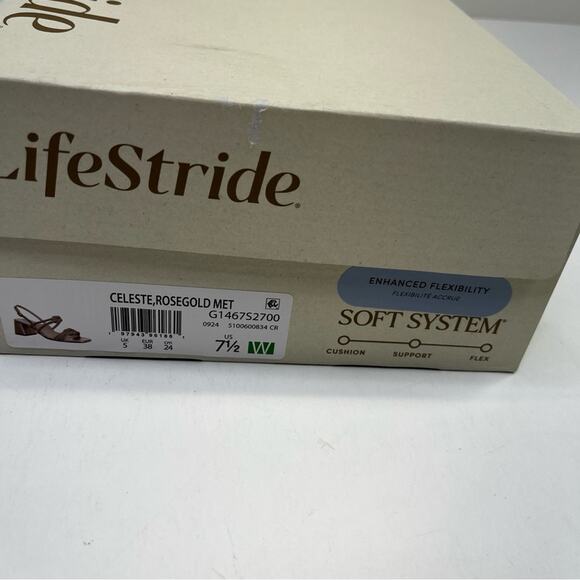 ide
LifeStride®
CELESTE,ROSEGOLD MET
G1467S2700
0924 5100600834 CR
UK EUR cm
5 38 24
US
7½ W
ENHANCED FLEXIBILITY
FLEXIBILITÉ ACCRUE
SOFT SYSTEM®
CUSHION SUPPORT FLEX